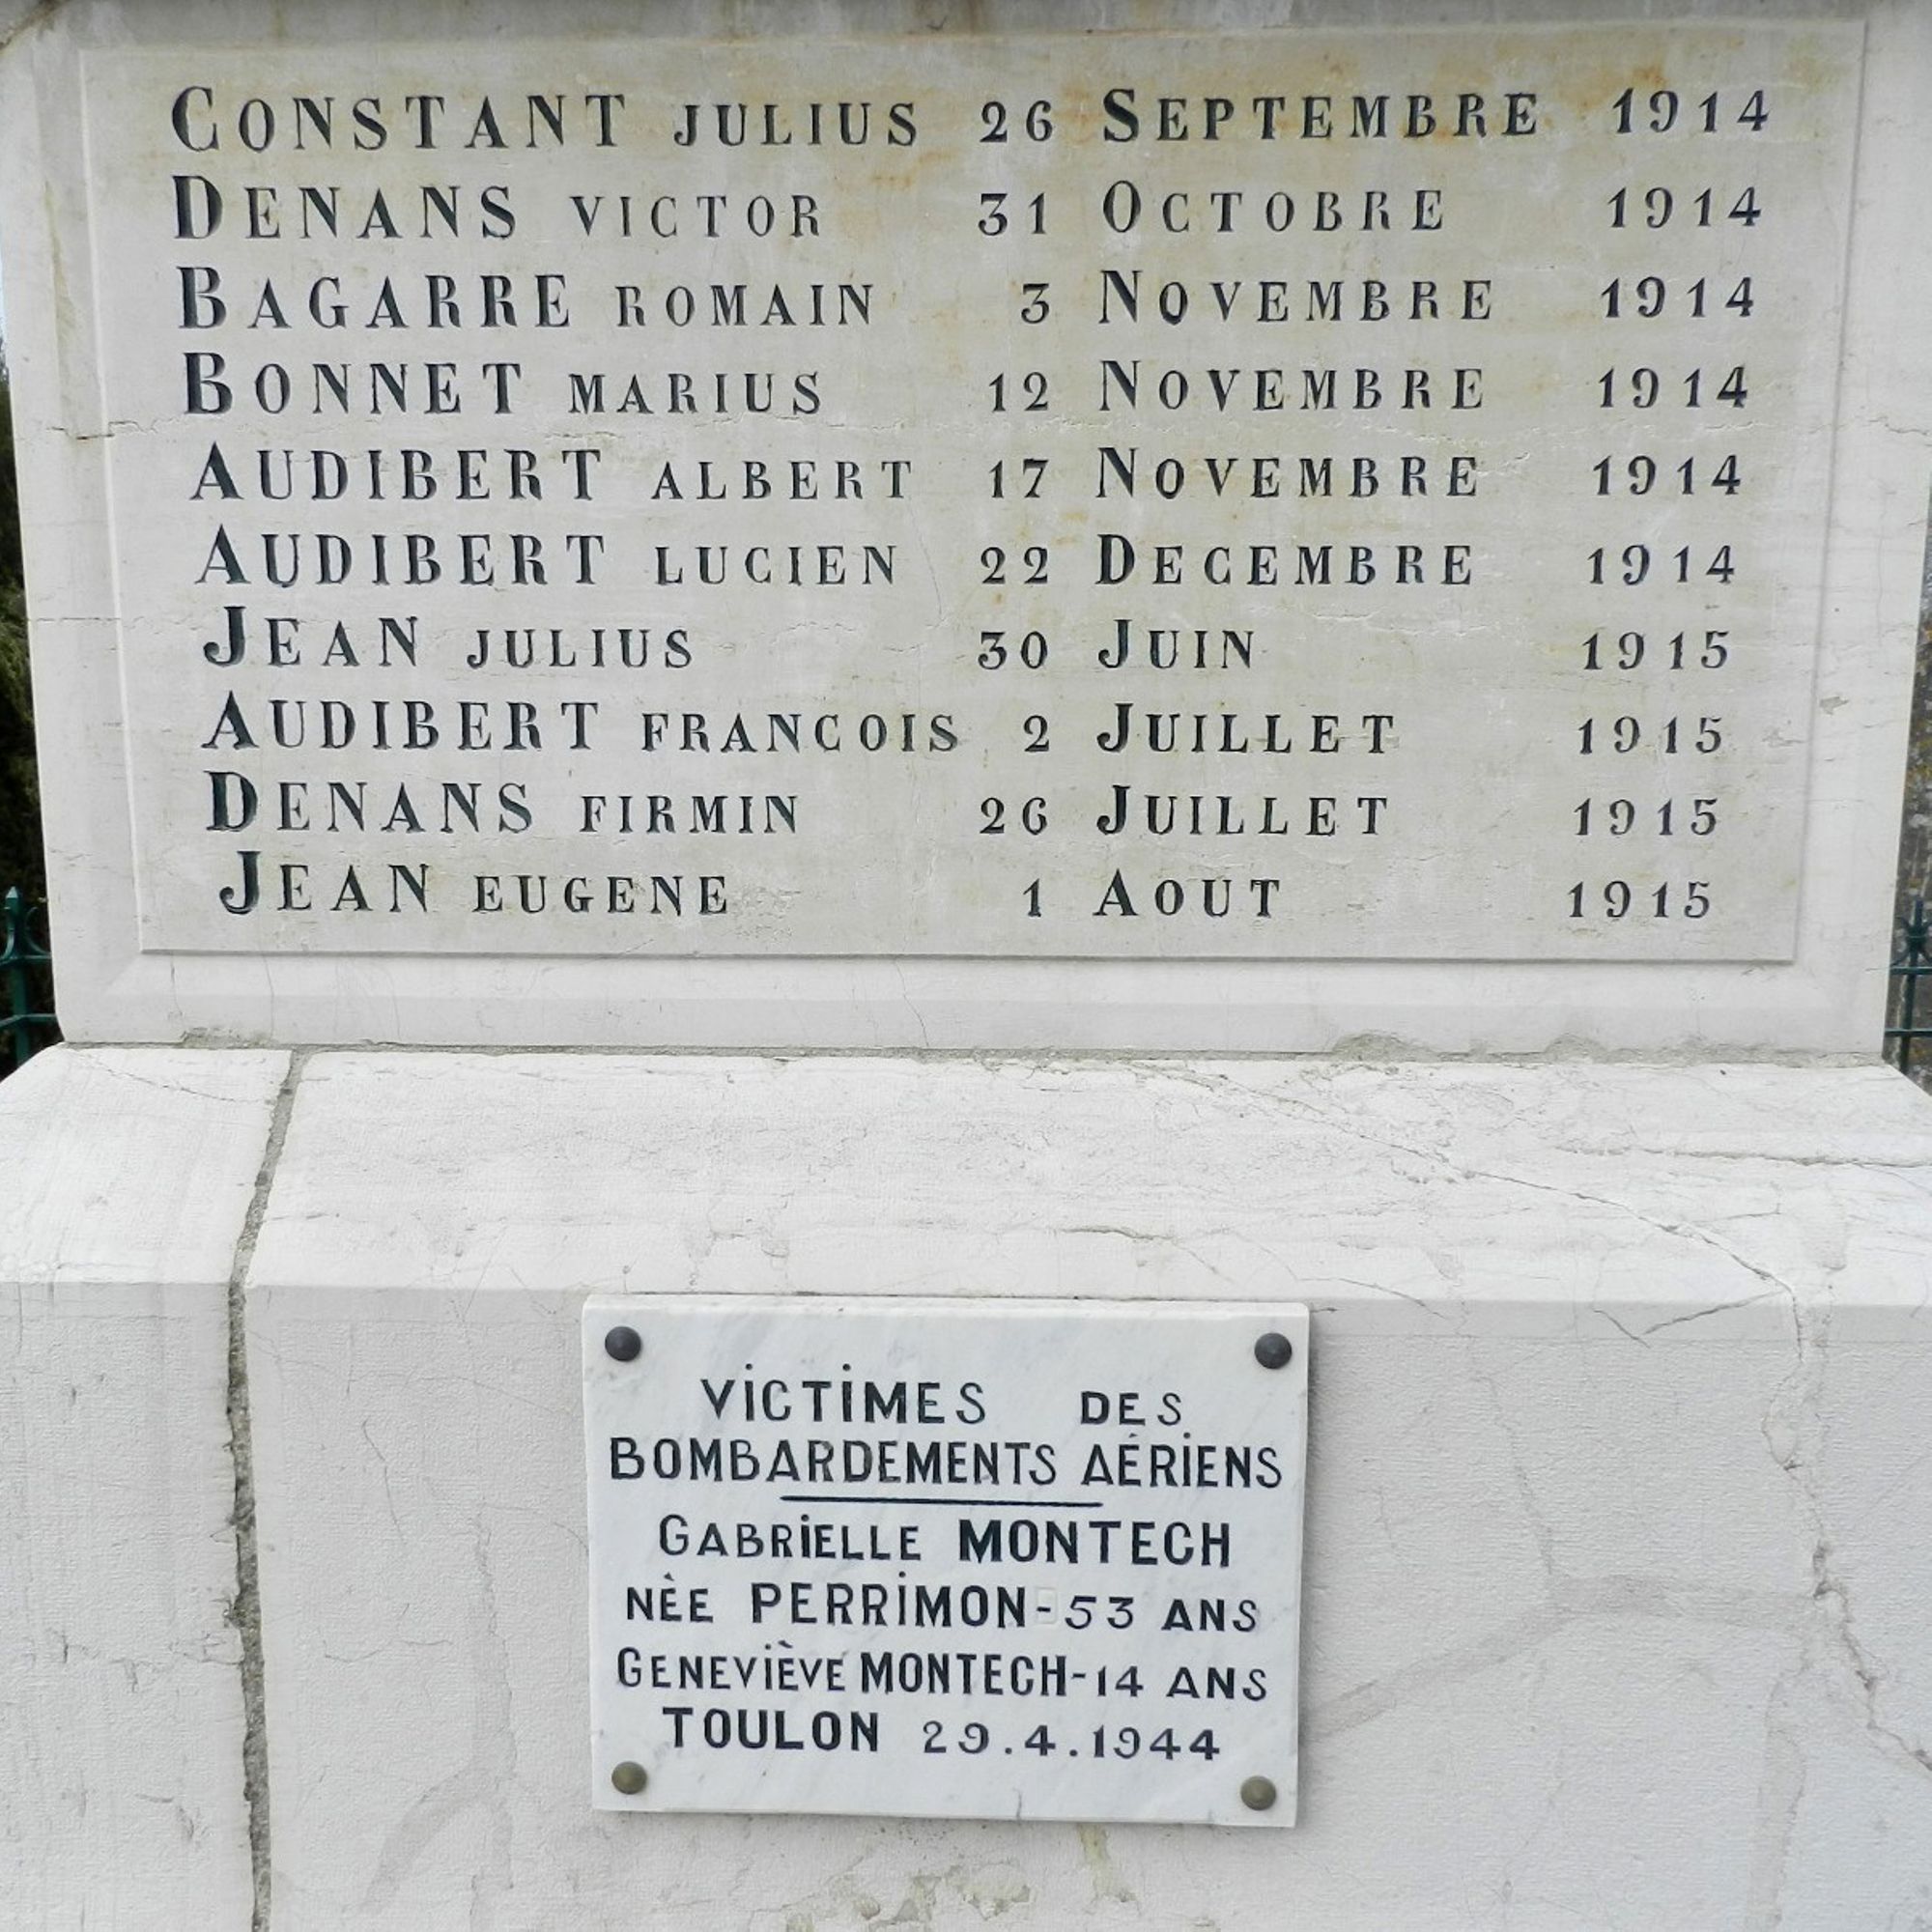 CONSTANT JULIUS 26 SEPTEMBRE 1914
DENANS VICTOR 31 OCTOBRE 1914
BAGARRE ROMAIN 3 NOVEMBRE 1914
BONNET MARIUS 12 NOVEMBRE 1914
AUDIBERT ALBERT 17 NOVEMBRE 1914
AUDIBERT LUCIEN 22 DECEMBRE 1914
JEAN JULIUS 30 JUIN 1915
AUDIBERT FRANCOIS 2 JUILLET 1915
DENANS FIRMIN 26 JUILLET 1915
JEAN EUGENE 1 AOUT 1915
VICTIMES DES
BOMBARDEMENTS AÉRIENS
GABRIELLE MONTECH
NÈE PERRIMON-53 ANS
GENEVIÈVE MONTECH-14 ANS
TOULON 29.4.1944